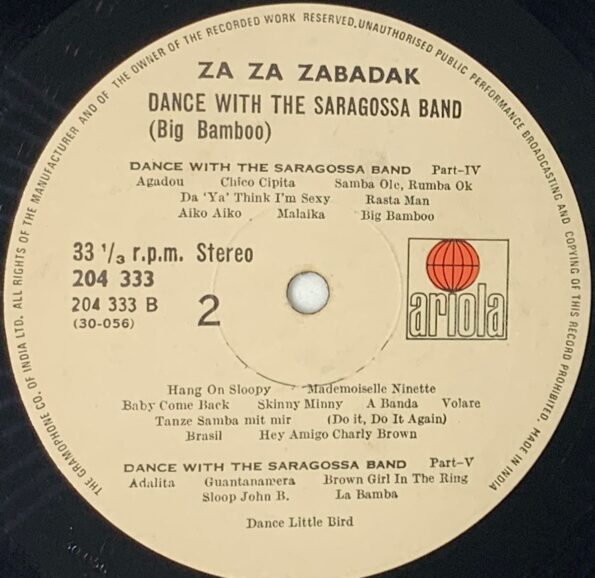 ALL RIGHTS OF THE MANUFACTURER AND OF THE OWNER OF THE RECORDED WORK RESERVED. UNAUTHORISED PUBLIC PERFORMANCE BROADCASTING AND COPYING OF THIS RECORD PROHIBITED MADE IN INDIA
THE GRAMOPHONE CO. OF INDIA LTD.
ZA ZA ZABADAK
DANCE WITH THE SARAGOSSA BAND
(Big Bamboo)
DANCE WITH THE SARAGOSSA BAND Part-IV
Agadou Chico Cipita Samba Ole, Rumba Ok
Da 'Ya' Think I'm Sexy Rasta Man
Aiko Aiko Malaika Big Bamboo
33 1/3 r.p.m. Stereo
204 333
204 333 B 2
(30-056)
ariola
Hang On Sloopy Mademoiselle Ninette
Baby Come Back Skinny Minny A Banda Volare
Tanze Samba mit mir (Do it, Do It Again)
Brasil Hey Amigo Charly Brown
DANCE WITH THE SARAGOSSA BAND Part-V
Adalita Guantanamera Brown Girl In The Ring
Sloop John B. La Bamba
Dance Little Bird